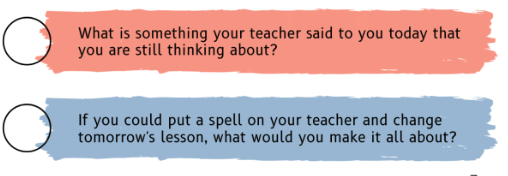 What is something your teacher said to you today that
you are still thinking about?
If you could put a spell on your teacher and change
tomorrow's lesson, what would you make it all about?